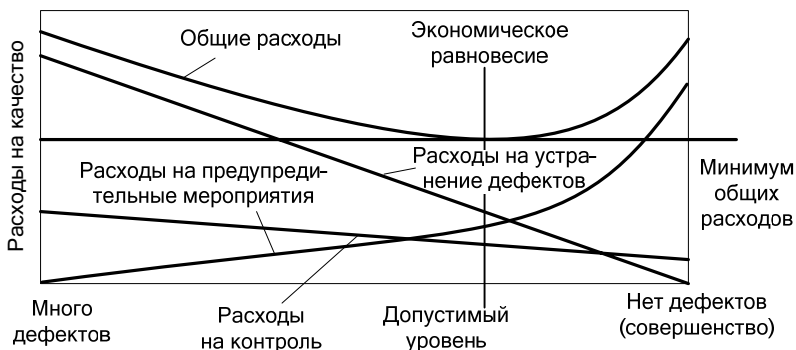 Расходы на качество
Общие расходы
Экономическое
равновесие
Расходы на предупреди-
тельные мероприятия
Расходы на устра-
нение дефектов
Минимум
общих
расходов
Много
дефектов
Расходы
на контроль
Допустимый
уровень
Нет дефектов
(совершенство)